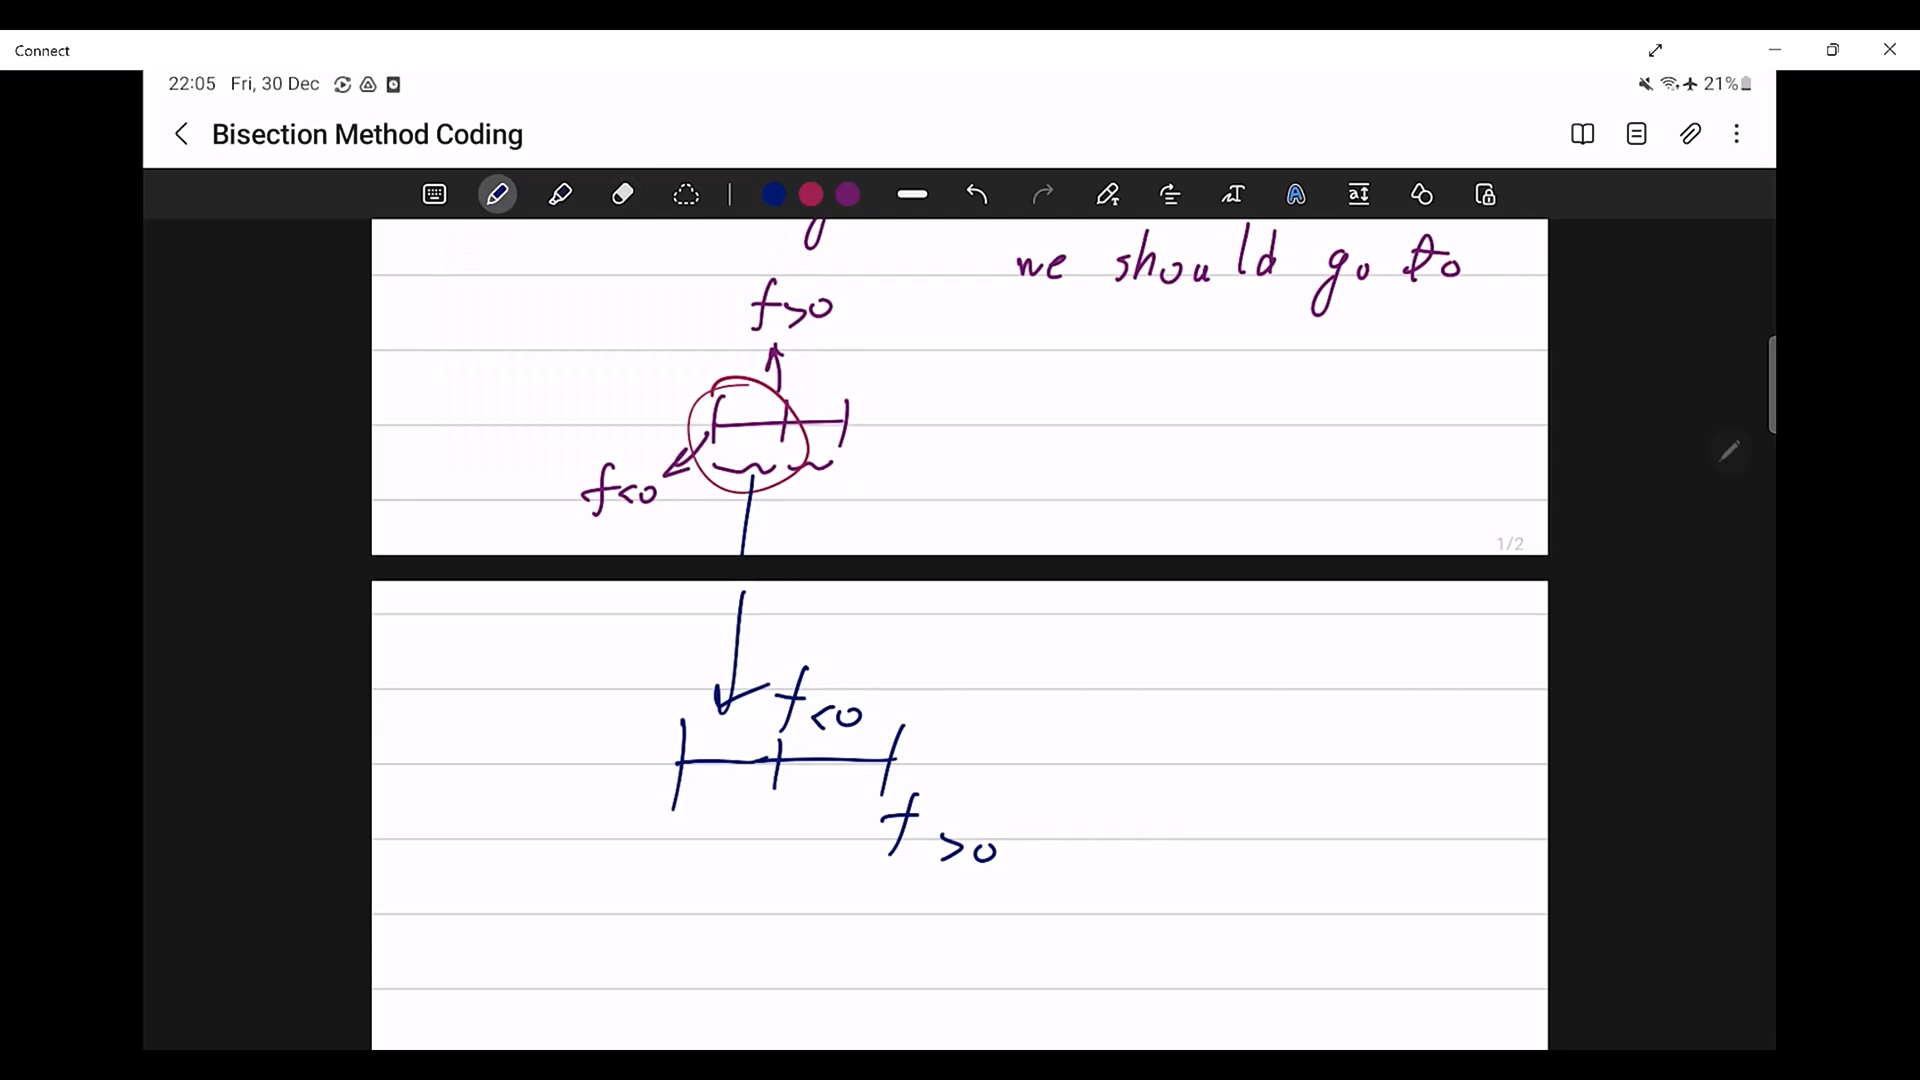 Connect
22:05 Fri, 30 Dec
21%
Bisection Method Coding
we should go to
f>0
f<0
1/2
f<0
f>0